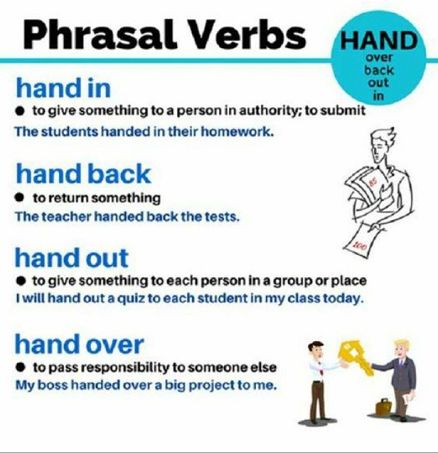 Phrasal Verbs
HAND
over
back
out
in
hand in
● to give something to a person in authority; to submit
The students handed in their homework.
hand back
● to return something
The teacher handed back the tests.
85
100
hand out
● to give something to each person in a group or place
I will hand out a quiz to each student in my class today.
hand over
● to pass responsibility to someone else
My boss handed over a big project to me.